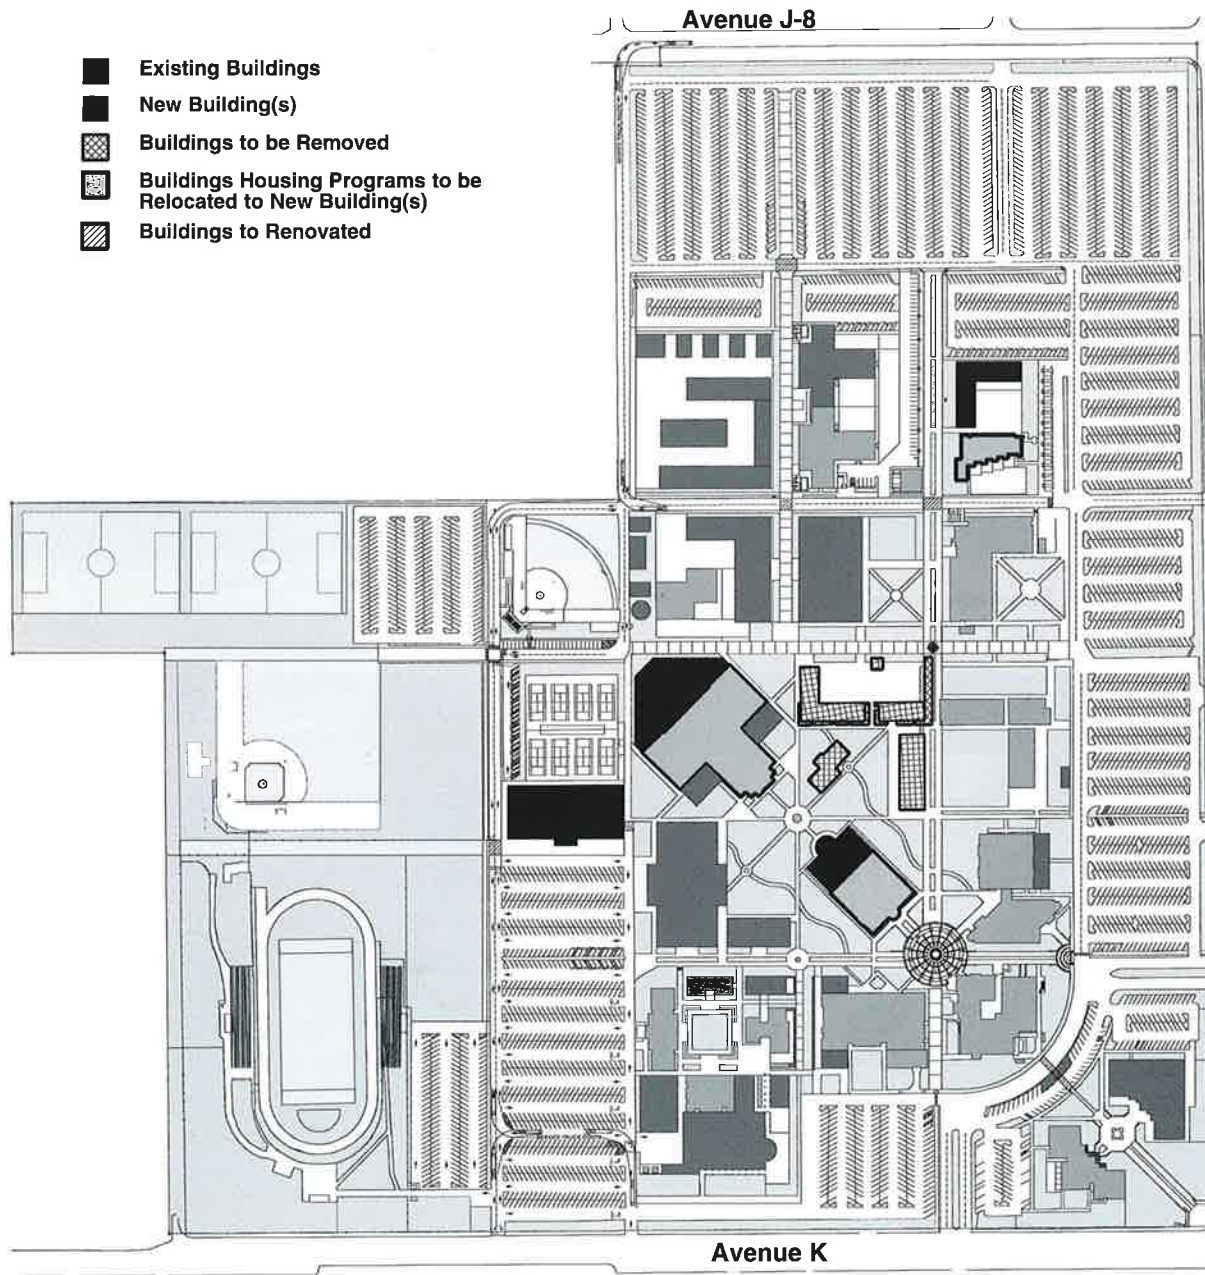 Avenue J-8
Existing Buildings
New Building(s)
Buildings to be Removed
Buildings Housing Programs to be
Relocated to New Building(s)
Buildings to Renovated
Avenue K